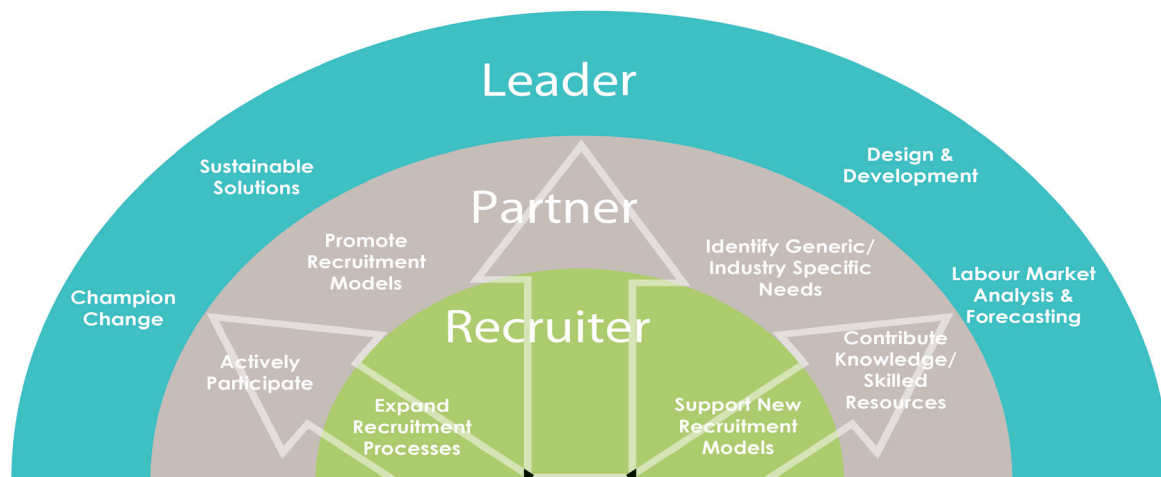 Leader
Sustainable
Solutions
Design &
Development
Champion
Change
Labour Market
Analysis &
Forecasting
Partner
Promote
Recruitment
Models
Identify Generic/
Industry Specific
Needs
Actively
Participate
Contribute
Knowledge/
Skilled
Resources
Recruiter
Expand
Recruitment
Processes
Support New
Recruitment
Models